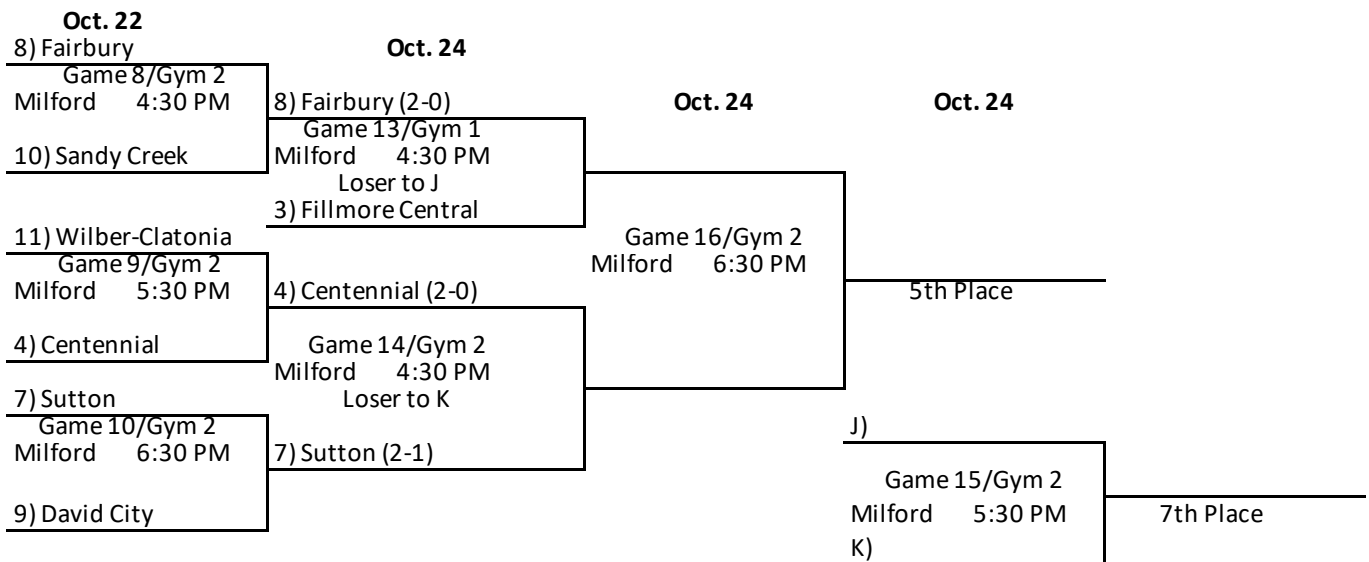 Oct. 22
8) Fairbury
Oct. 24
Game 8/Gym 2
Milford 4:30 PM
8) Fairbury (2-0)
Oct. 24
Oct. 24
Game 13/Gym 1
10) Sandy Creek
Milford 4:30 PM
Loser to J
3) Fillmore Central
11) Wilber-Clatonia
Game 16/Gym 2
Game 9/Gym 2
Milford 6:30 PM
Milford 5:30 PM
4) Centennial (2-0)
5th Place
4) Centennial
Game 14/Gym 2
Milford 4:30 PM
7) Sutton
Loser to K
Game 10/Gym 2
J)
Milford 6:30 PM
7) Sutton (2-1)
Game 15/Gym 2
9) David City
Milford 5:30 PM
7th Place
K)